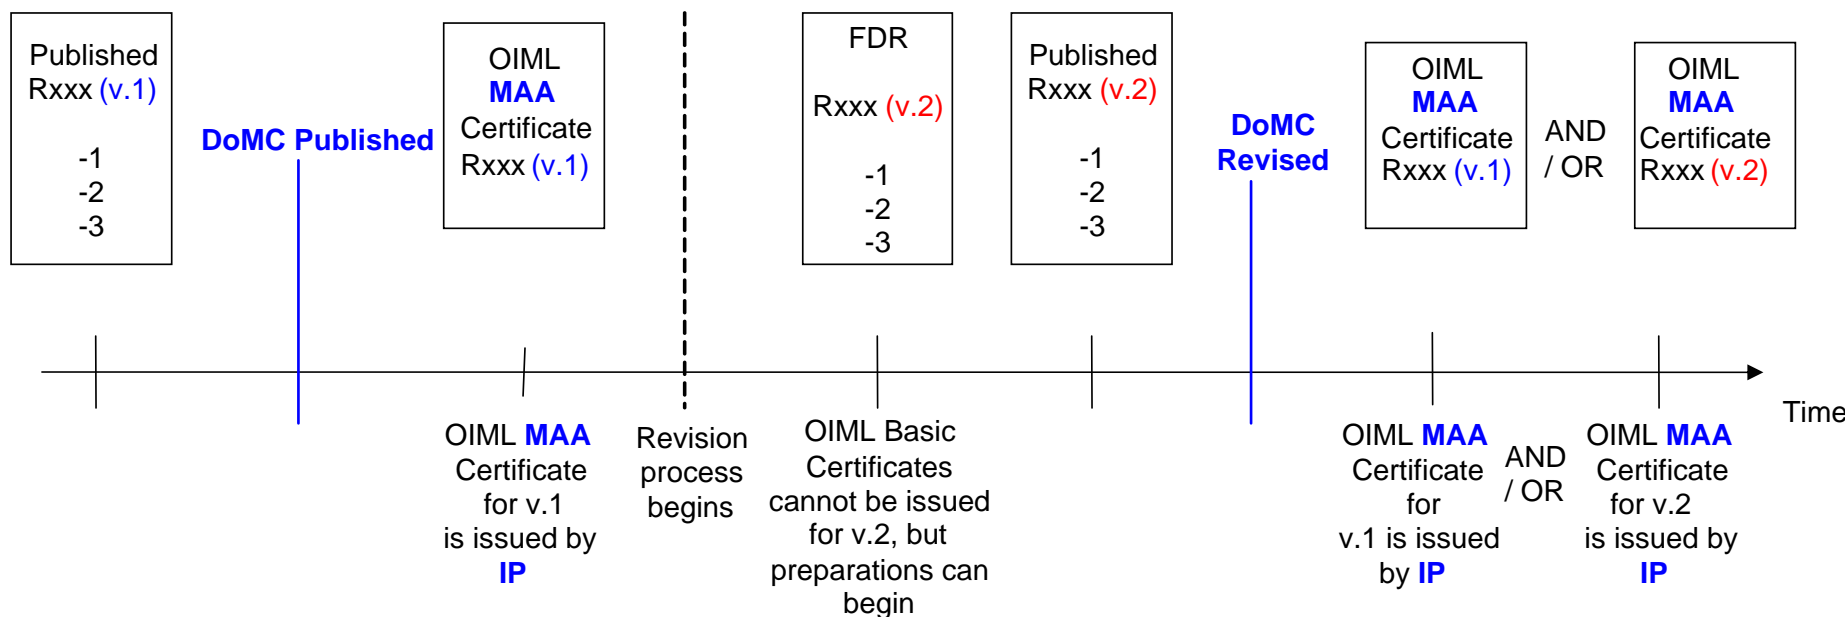 Published
Rxxx (v.1)
-1
-2
-3
DoMC Published
OIML
MAA
Certificate
Rxxx (v.1)
FDR
Rxxx (v.2)
-1
-2
-3
Published
Rxxx (v.2)
-1
-2
-3
DoMC
Revised
OIML
MAA
Certificate
Rxxx (v.1)
AND
/ OR
OIML
MAA
Certificate
Rxxx (v.2)
Time
OIML MAA
Certificate
for v.1
is issued by
IP
Revision
process
begins
OIML Basic
Certificates
cannot be issued
for v.2, but
preparations can
begin
OIML MAA
Certificate
for
v.1 is issued
by IP
AND
/ OR
OIML MAA
Certificate
for v.2
is issued by
IP